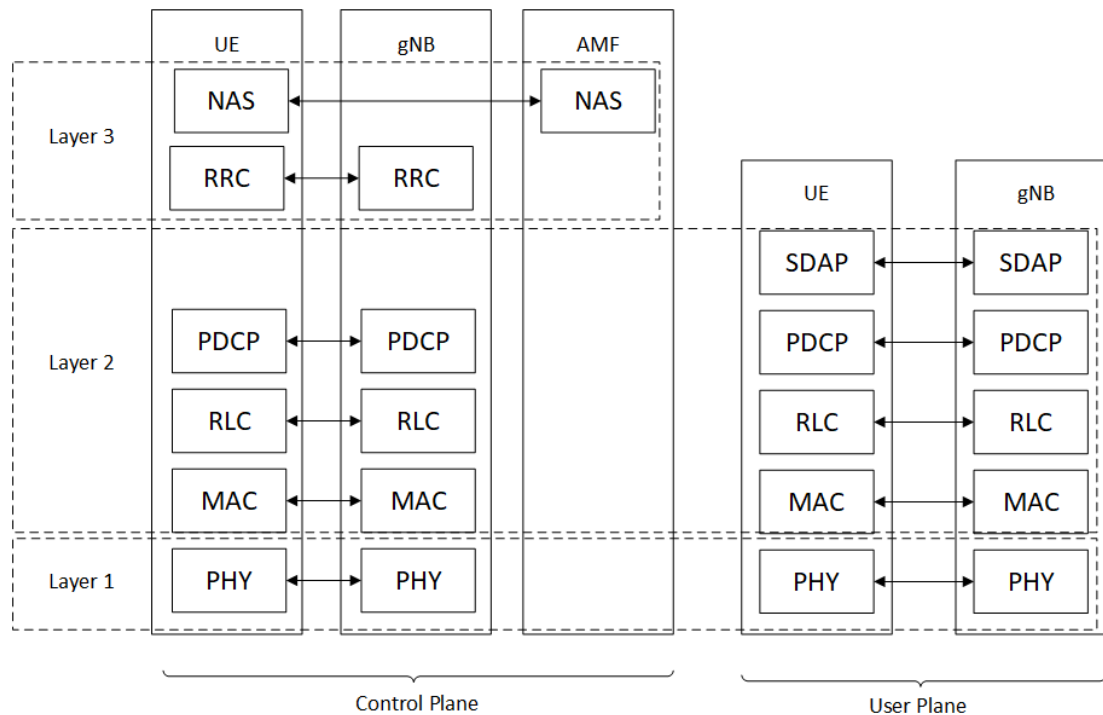 UE gNB AMF
NAS NAS
Layer 3
RRC RRC
UE gNB
SDAP SDAP
PDCP PDCP PDCP PDCP
Layer 2
RLC RLC RLC RLC
MAC MAC MAC MAC
Layer 1 PHY PHY PHY PHY
Control Plane User Plane